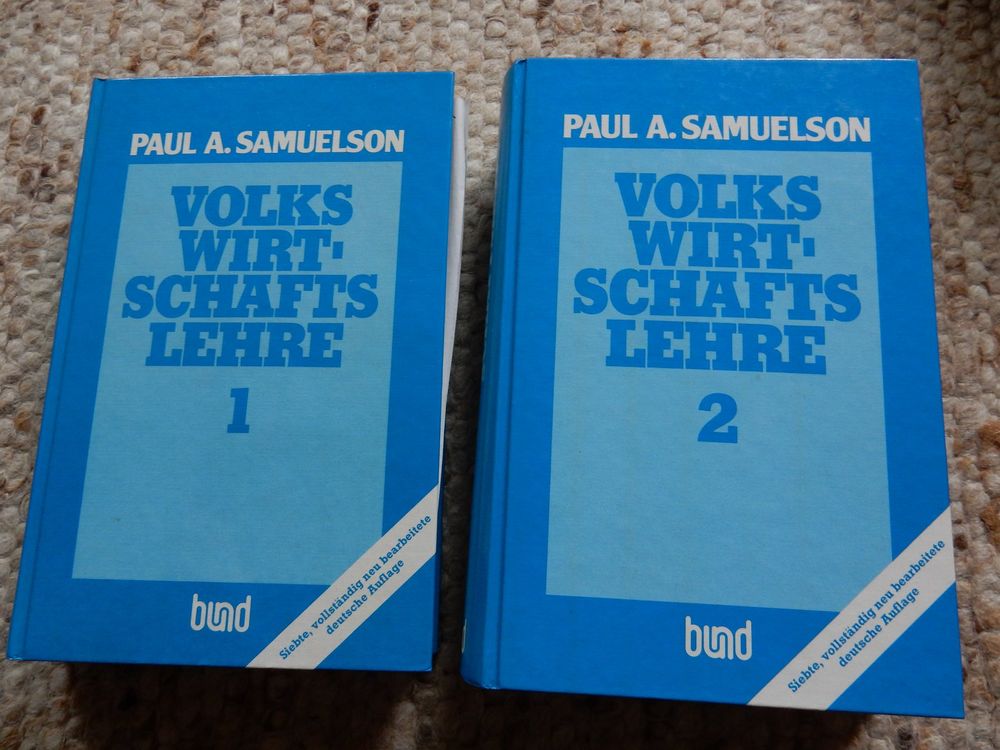 PAUL A. SAMUELSON
VOLKS
WIRT-
SCHAFTS
LEHRE
1
Siebte, vollständig neu bearbeitete
deutsche Auflage
bund
PAUL A. SAMUELSON
VOLKS
WIRT-
SCHAFTS
LEHRE
2
Siebte, vollständig neu bearbeitete
deutsche Auflage
bund